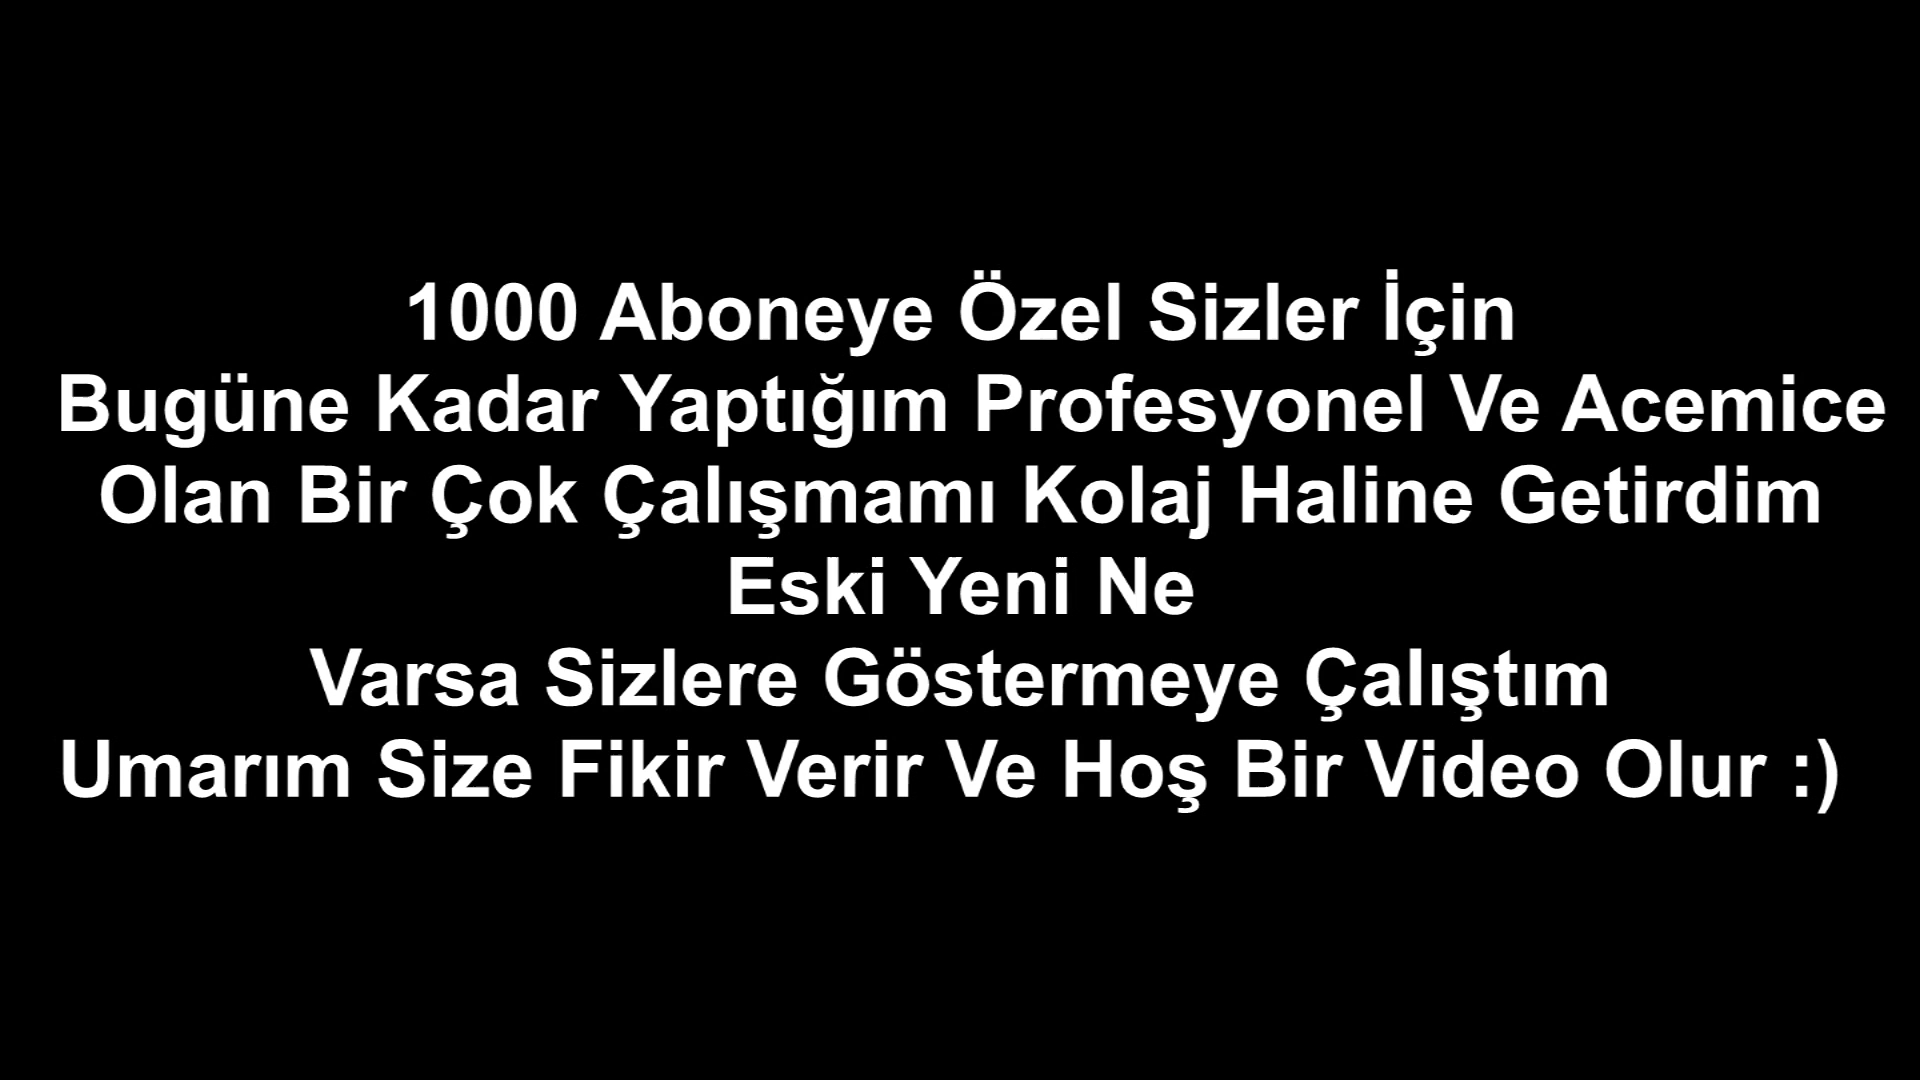 1000 Aboneye Özel Sizler İçin
Bugüne Kadar Yaptığım Profesyonel Ve Acemice
Olan Bir Çok Çalışmamı Kolaj Haline Getirdim
Eski Yeni Ne
Varsa Sizlere Göstermeye Çalıştım
Umarım Size Fikir Verir Ve Hoş Bir Video Olur :)